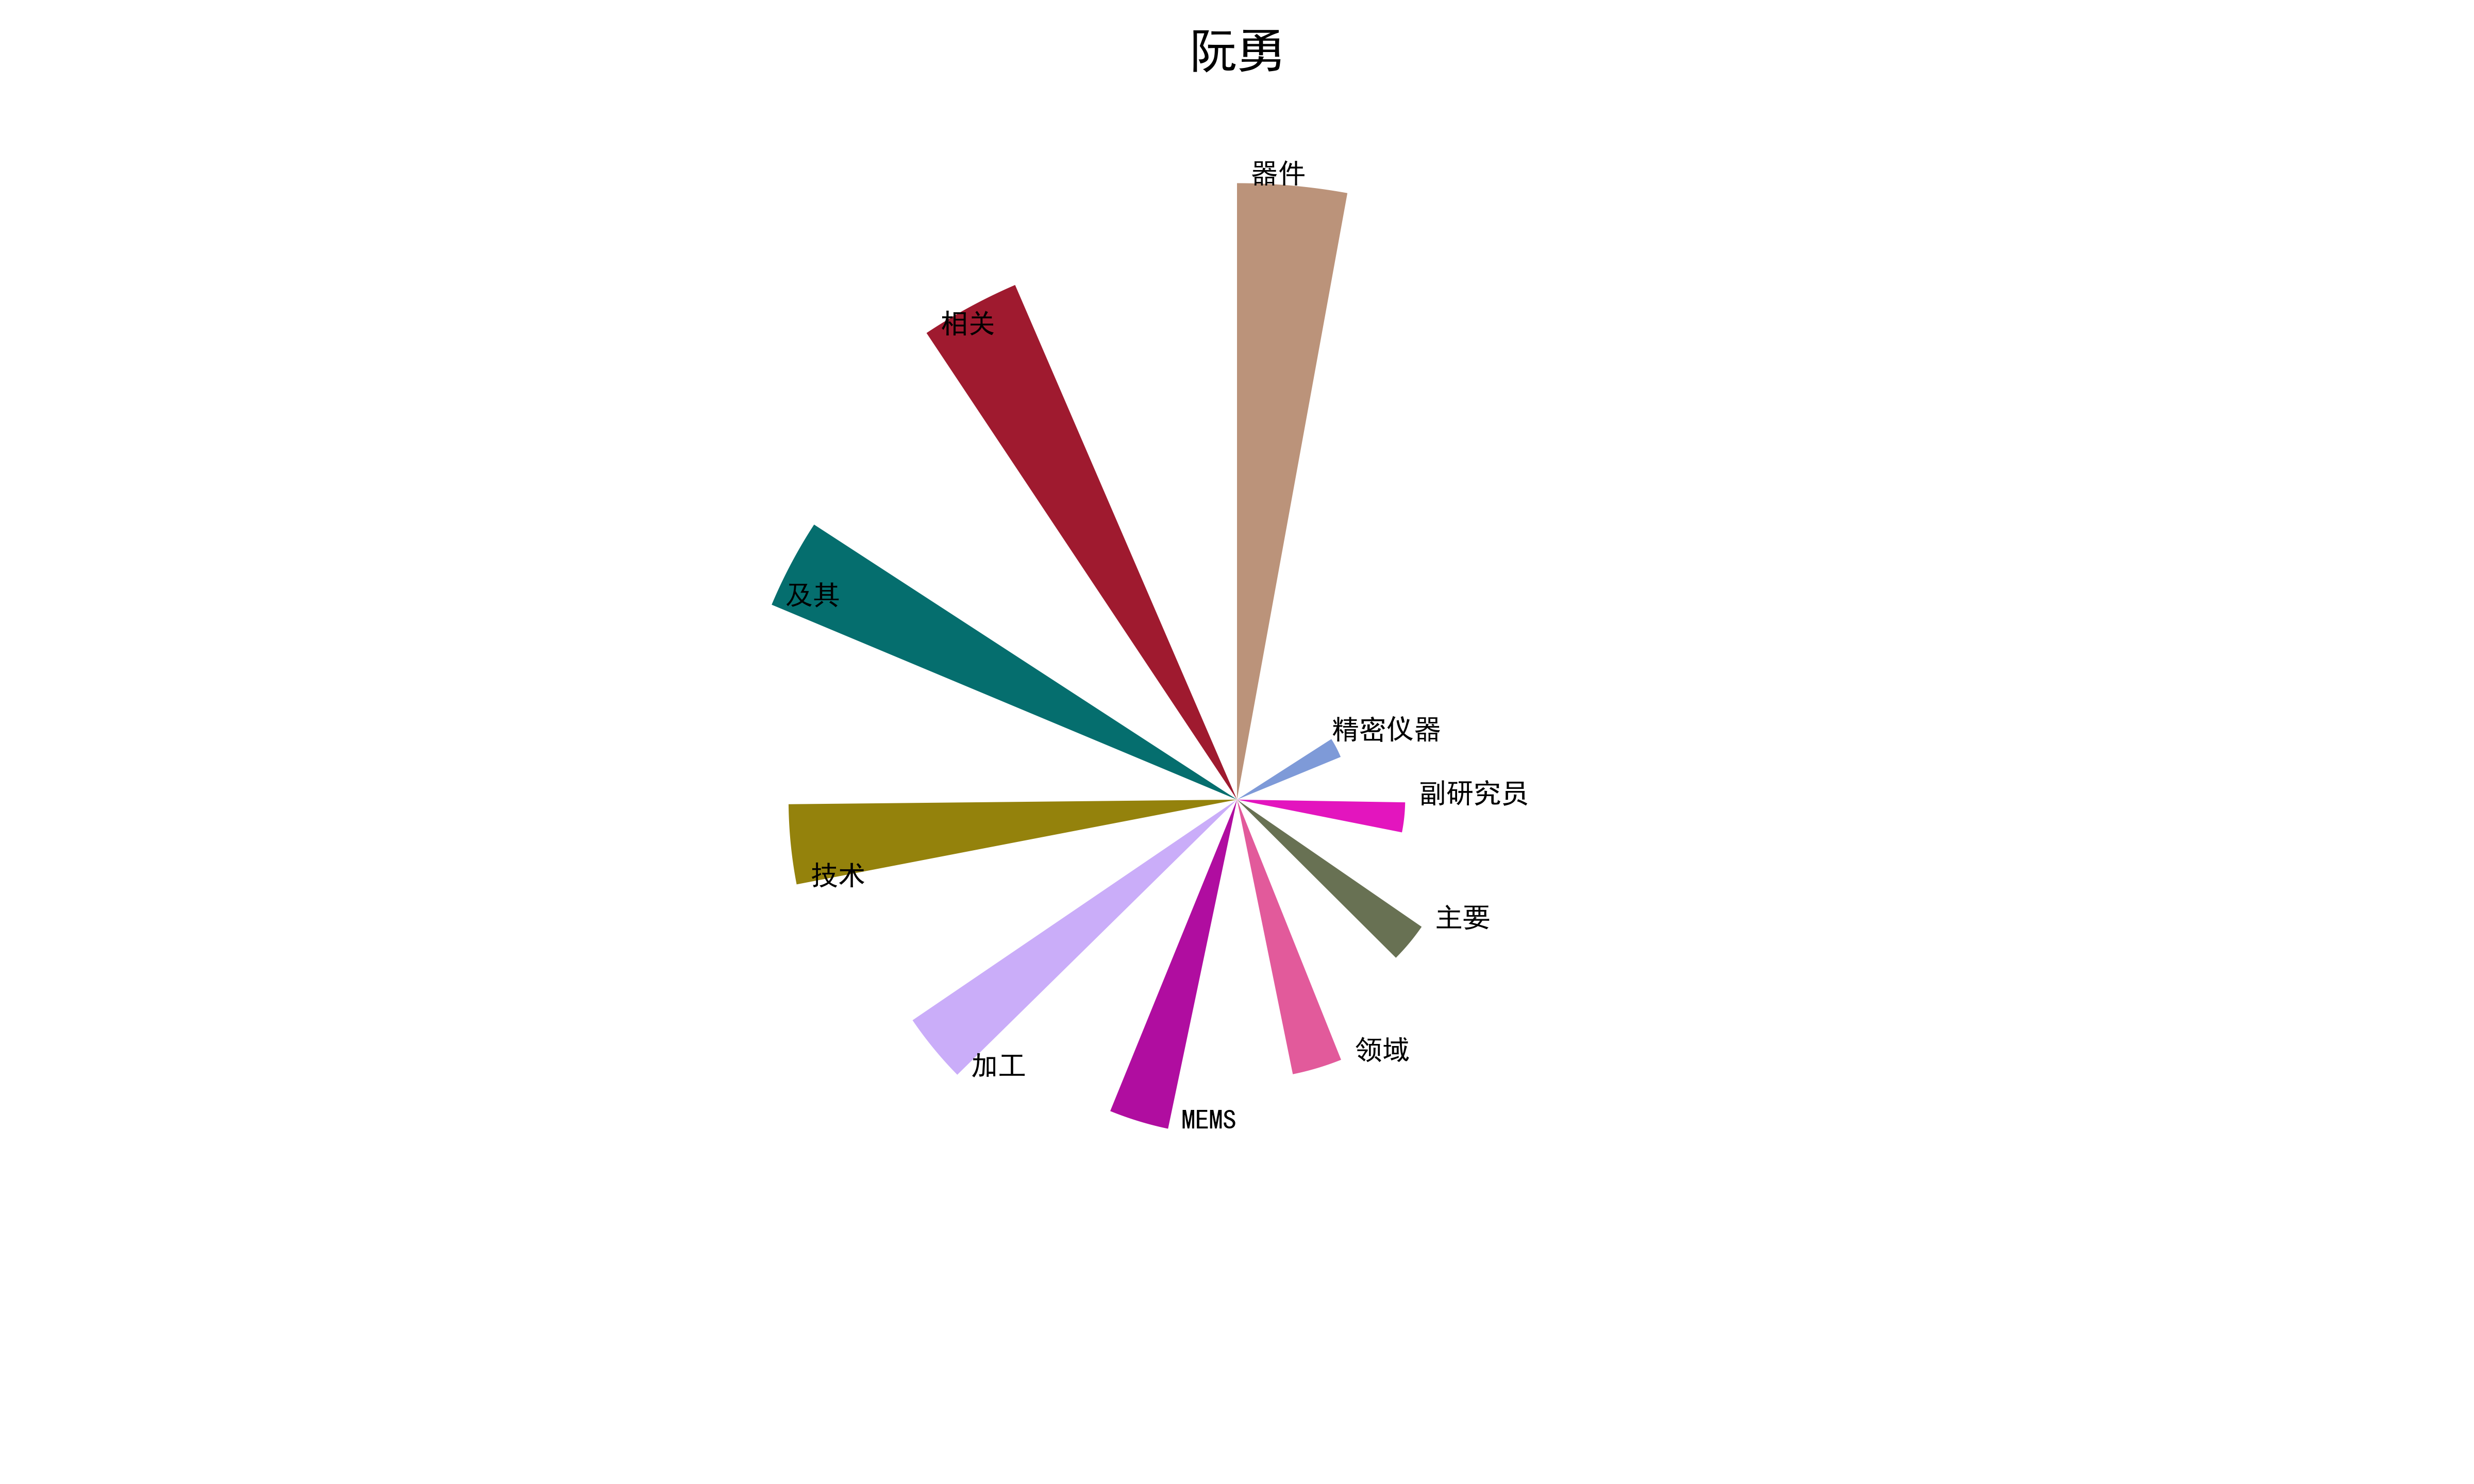 阮勇
器件
相关
及其
精密仪器
副研究员
技术
主要
领域
加工
MEMS